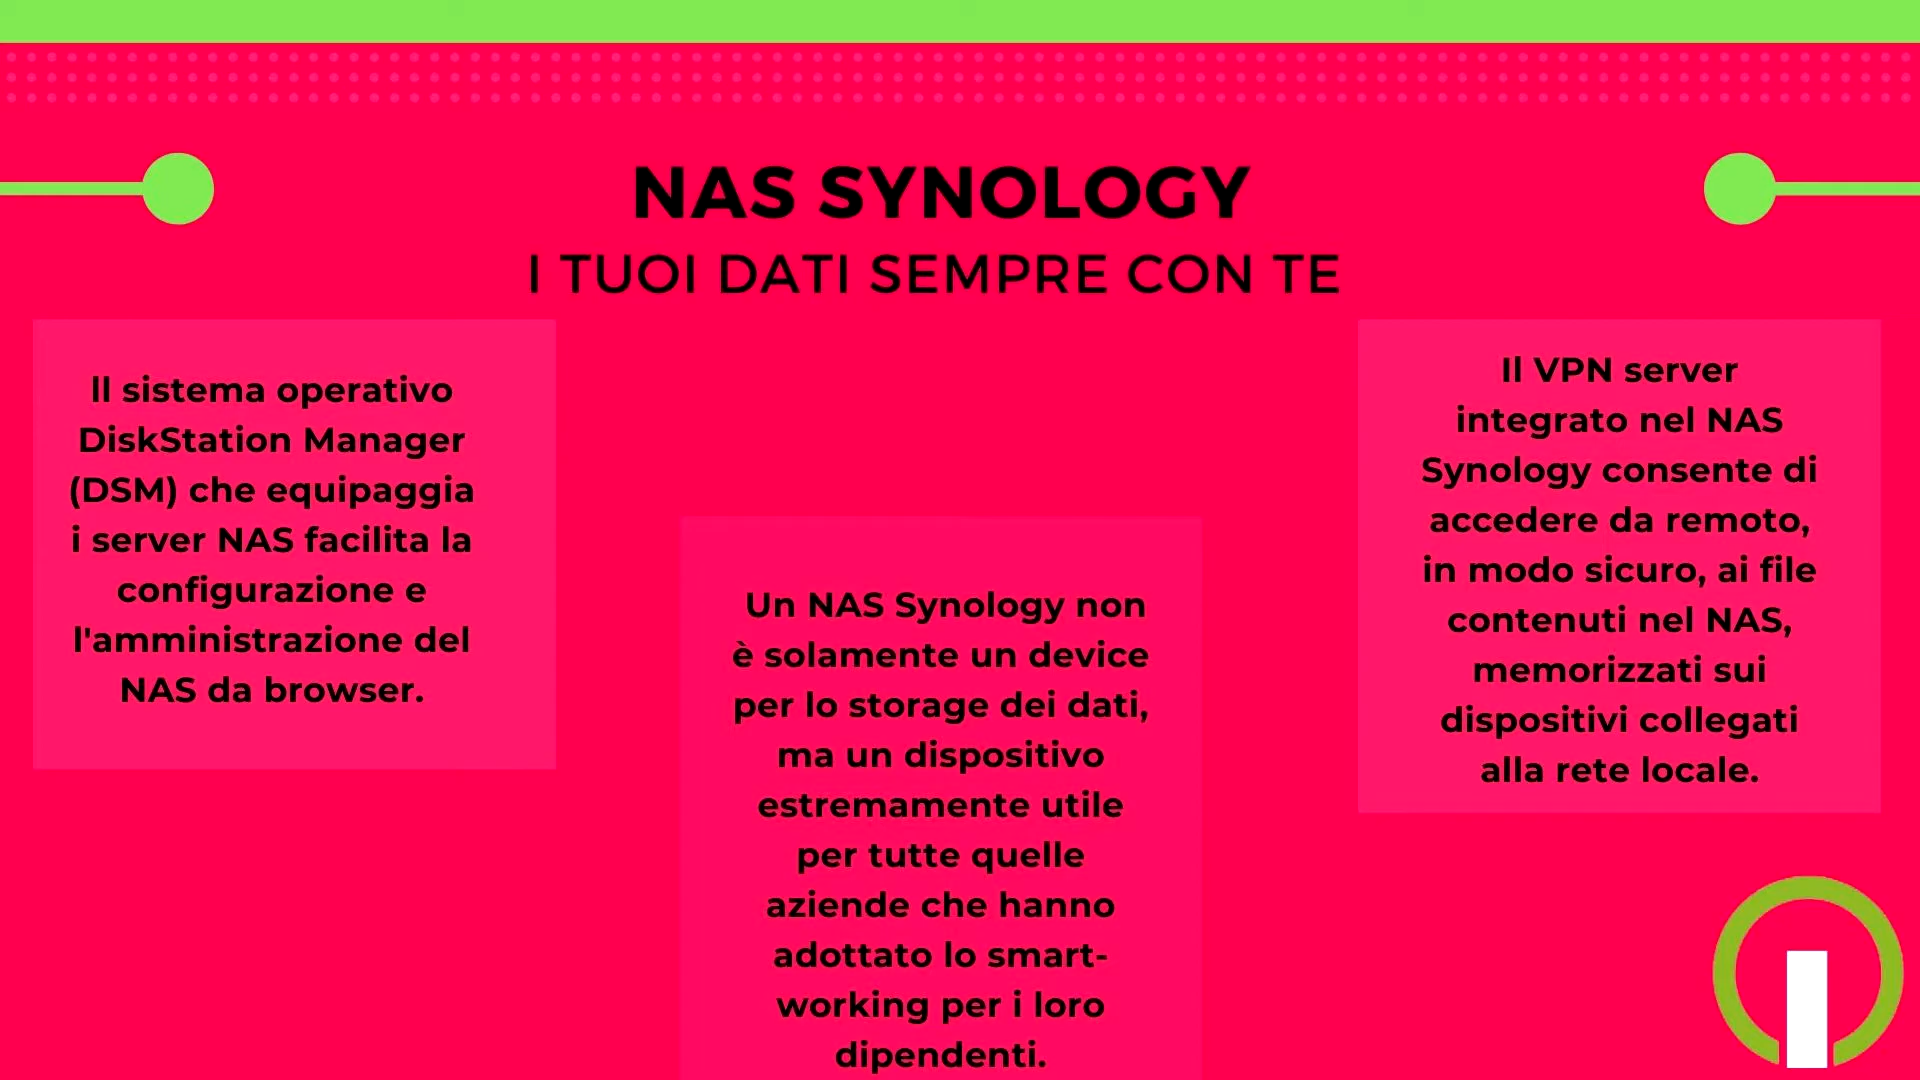 NAS SYNOLOGY
I TUOI DATI SEMPRE CON TE
Il sistema operativo
DiskStation Manager
(DSM) che equipaggia
i server NAS facilita la
configurazione e
l'amministrazione del
NAS da browser.
Un NAS Synology non
è solamente un device
per lo storage dei dati,
ma un dispositivo
estremamente utile
per tutte quelle
aziende che hanno
adottato lo smart-
working per i loro
dipendenti.
Il VPN server
integrato nel NAS
Synology consente di
accedere da remoto,
in modo sicuro, ai file
contenuti nel NAS,
memorizzati sui
dispositivi collegati
alla rete locale.